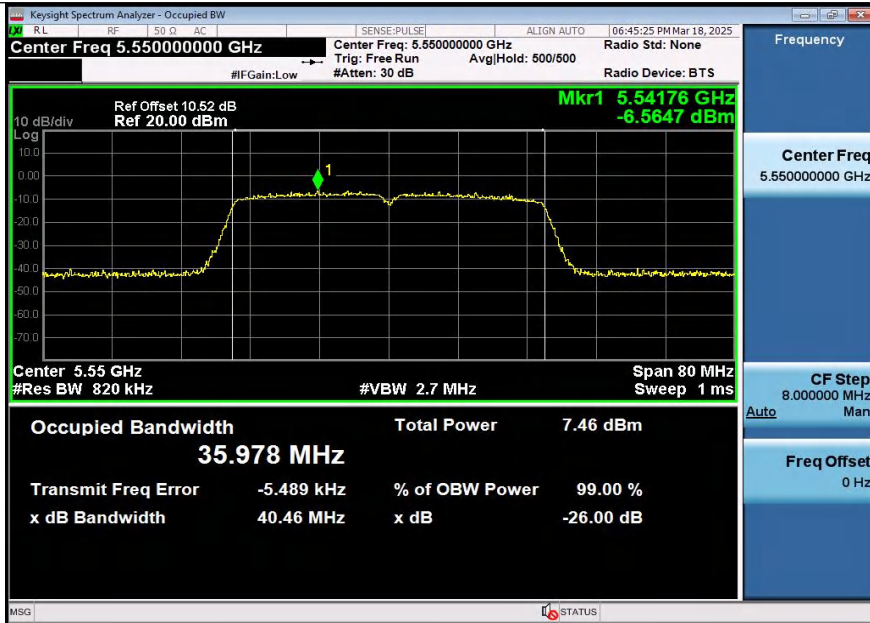 Keysight Spectrum Analyzer - Occupied BW
LXI RL RF 50 Ω AC SENSE:PULSE ALIGN AUTO 06:45:25 PM Mar 18, 2025
Center Freq 5.550000000 GHz Center Freq: 5.550000000 GHz Radio Std: None
Trig: Free Run Avg|Hold: 500/500
#IFGain:Low #Atten: 30 dB Radio Device: BTS
Ref Offset 10.52 dB Mkr1 5.54176 GHz
10 dB/div Ref 20.00 dBm -6.5647 dBm
Log
10.0
0.00
-10.0
-20.0
-30.0
-40.0
-50.0
-60.0
-70.0
1
Center 5.55 GHz Span 80 MHz
#Res BW 820 kHz #VBW 2.7 MHz Sweep 1 ms
Occupied Bandwidth Total Power 7.46 dBm
35.978 MHz
Transmit Freq Error -5.489 kHz % of OBW Power 99.00 %
x dB Bandwidth 40.46 MHz x dB -26.00 dB
MSG STATUS
Frequency
Center Freq
5.550000000 GHz
CF Step
8.000000 MHz
Auto Man
Freq Offset
0 Hz